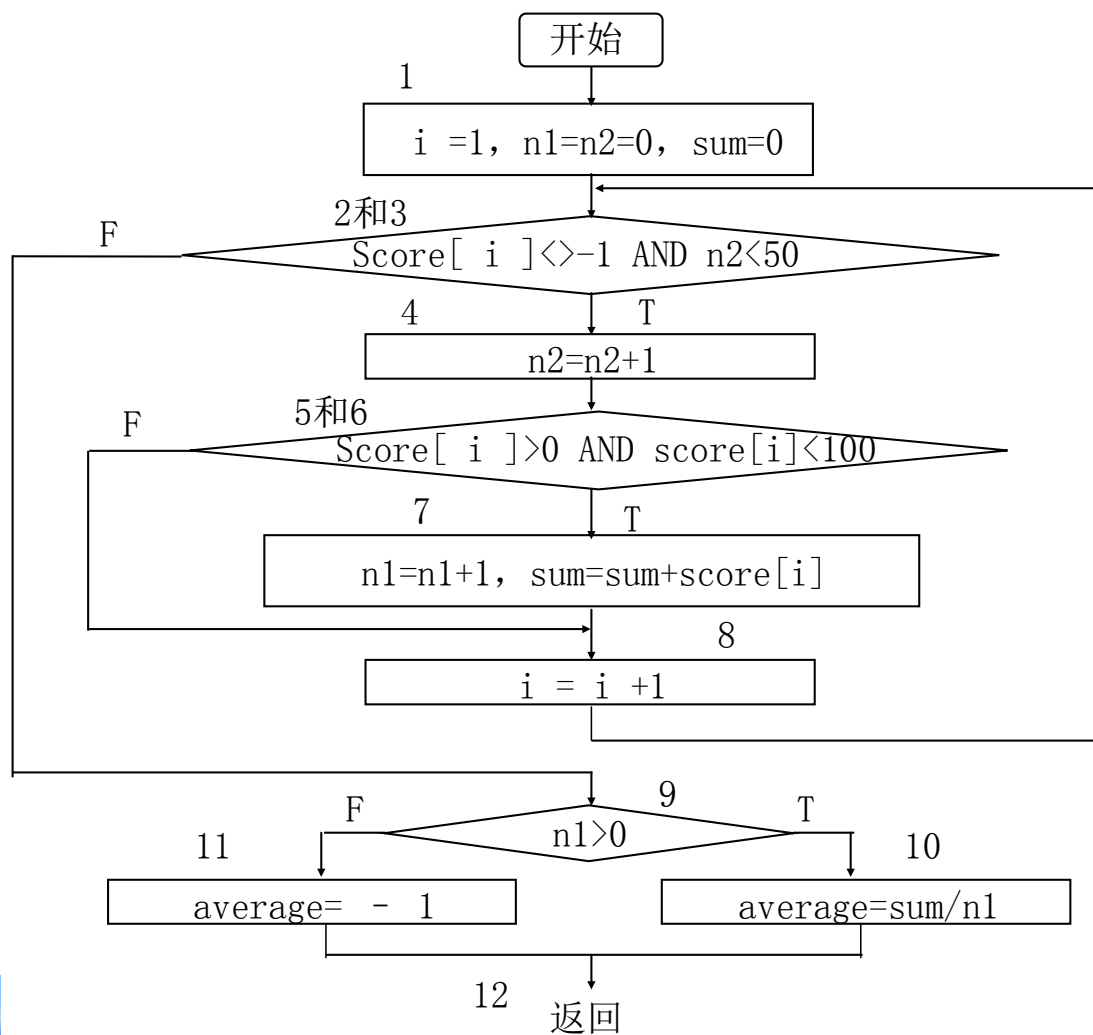 开始
1
i =1, n1=n2=0, sum=0
2和3
F
Score[ i ]<>-1 AND n2<50
4
T
n2=n2+1
5和6
F
Score[ i ]>0 AND score[i]<100
7
T
n1=n1+1, sum=sum+score[i]
8
i = i +1
9
F
T
n1>0
11
10
average= – 1
average=sum/n1
12
返回